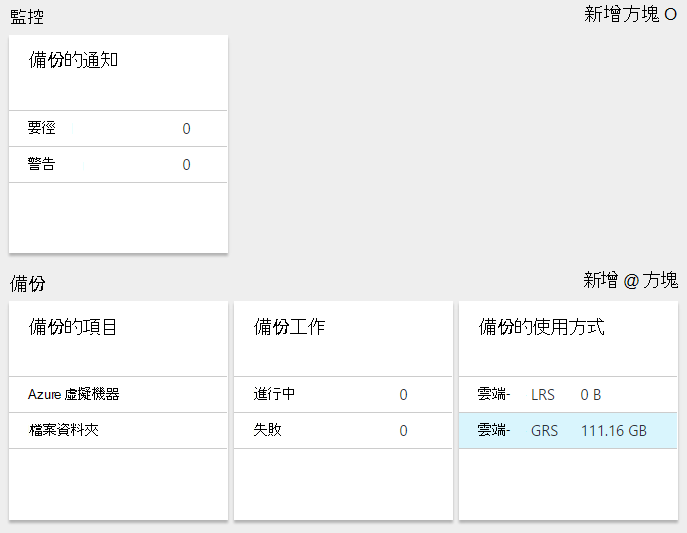 監控
新增方塊 O
備份的通知
要徑 0
警告 0
備份
新增 @ 方塊
備份的項目
Azure 虛擬機器
檔案資料夾
備份工作
進行中 0
失敗 0
備份的使用方式
雲端- LRS 0 B
雲端- GRS 111.16 GB